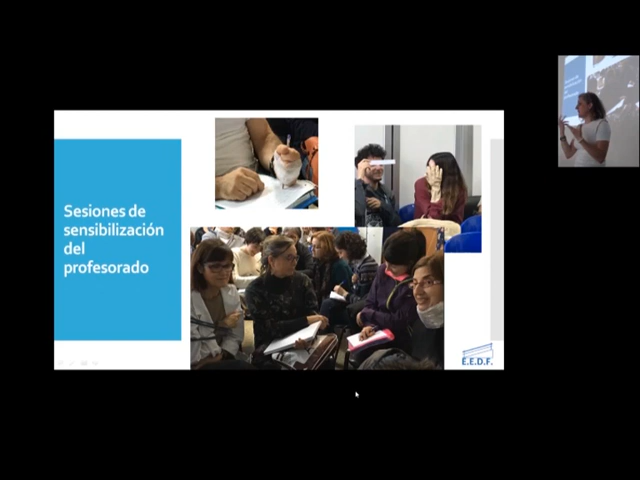 Sesiones de
sensibilización
del
profesorado
E.E.D.F.